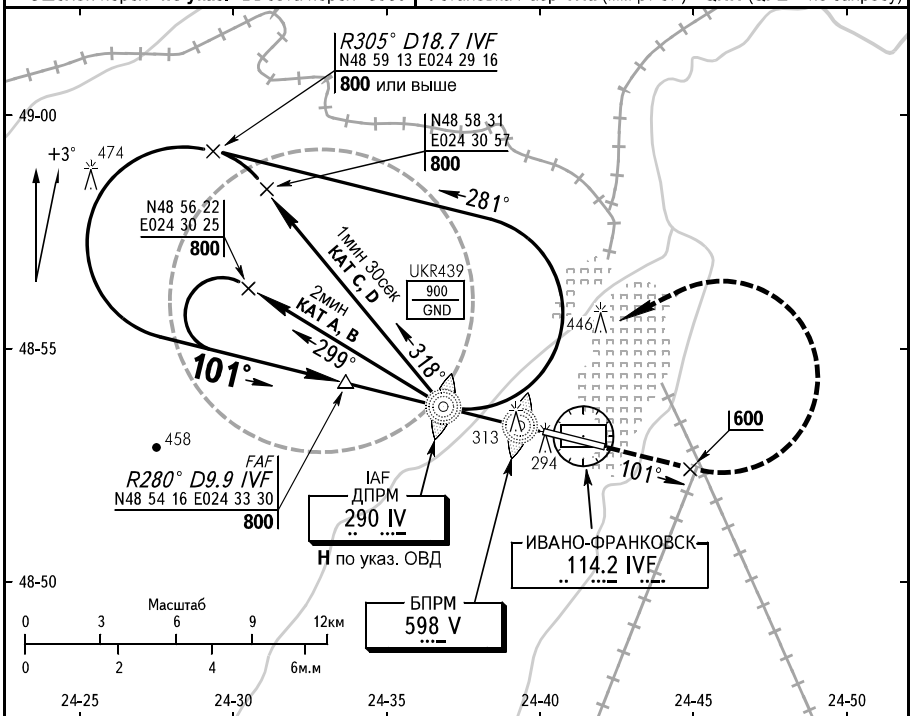 R305° D18.7 IVF
N48 59 13 E024 29 16
800 или выше
N48 58 31
E024 30 57
800
49-00
+3°
474
281°
N48 56 22
E024 30 25
800
1мин 30сек
КАТ C, D
UKR439
900
GND
2мин
КАТ A, B
446
48-55
299°
318°
101°
600
458
313
294
101°
FAF
R280° D9.9 IVF
N48 54 16 E024 33 30
800
IAF
ДПРМ
290 IV
Н по указ. ОВД
ИВАНО-ФРАНКОВСК
114.2 IVF
48-50
БПРМ
598 V
Масштаб
0 3 6 9 12км
0 2 4 6м.м
24-25 24-30 24-35 24-40 24-45 24-50